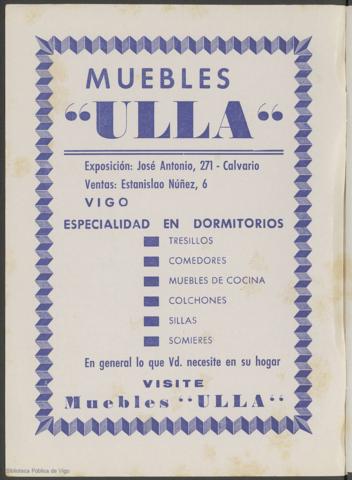 MUEBLES
“ULLA“
Exposición: José Antonio, 271 - Calvario
Ventas: Estanislao Núñez, 6
VIGO
ESPECIALIDAD EN DORMITORIOS
TRESILLOS
COMEDORES
MUEBLES DE COCINA
COLCHONES
SILLAS
SOMIERES
En general lo que Vd. necesite en su hogar
VISITE
Muebles “ULLA“
Biblioteca Pública de Vigo